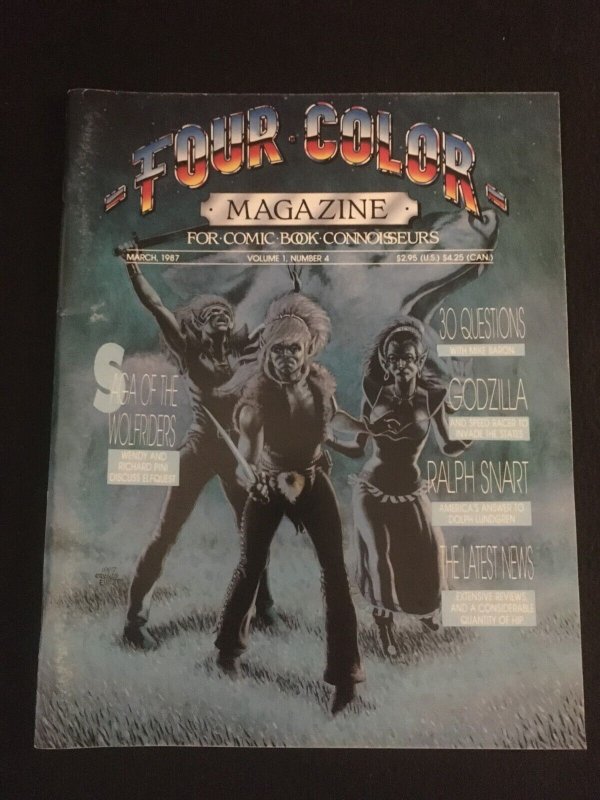 FOUR·COLOR
MAGAZINE
FOR·COMIC·BOOK·CONNOISSEURS
MARCH, 1987 VOLUME 1, NUMBER 4 $2.95 (U.S.) $4.25 (CAN.)
SAGA OF THE
WOLFRIDERS
WENDY AND
RICHARD PINI
DISCUSS ELFQUEST
30 QUESTIONS
WITH MIKE BARON
GODZILLA
AND SPEED RACER TO
INVADE THE STATES
RALPH SNART
AMERICA'S ANSWER TO
DOLPH LUNDGREN
THE LATEST NEWS
EXTENSIVE REVIEWS
AND A CONSIDERABLE
QUANTITY OF HIP